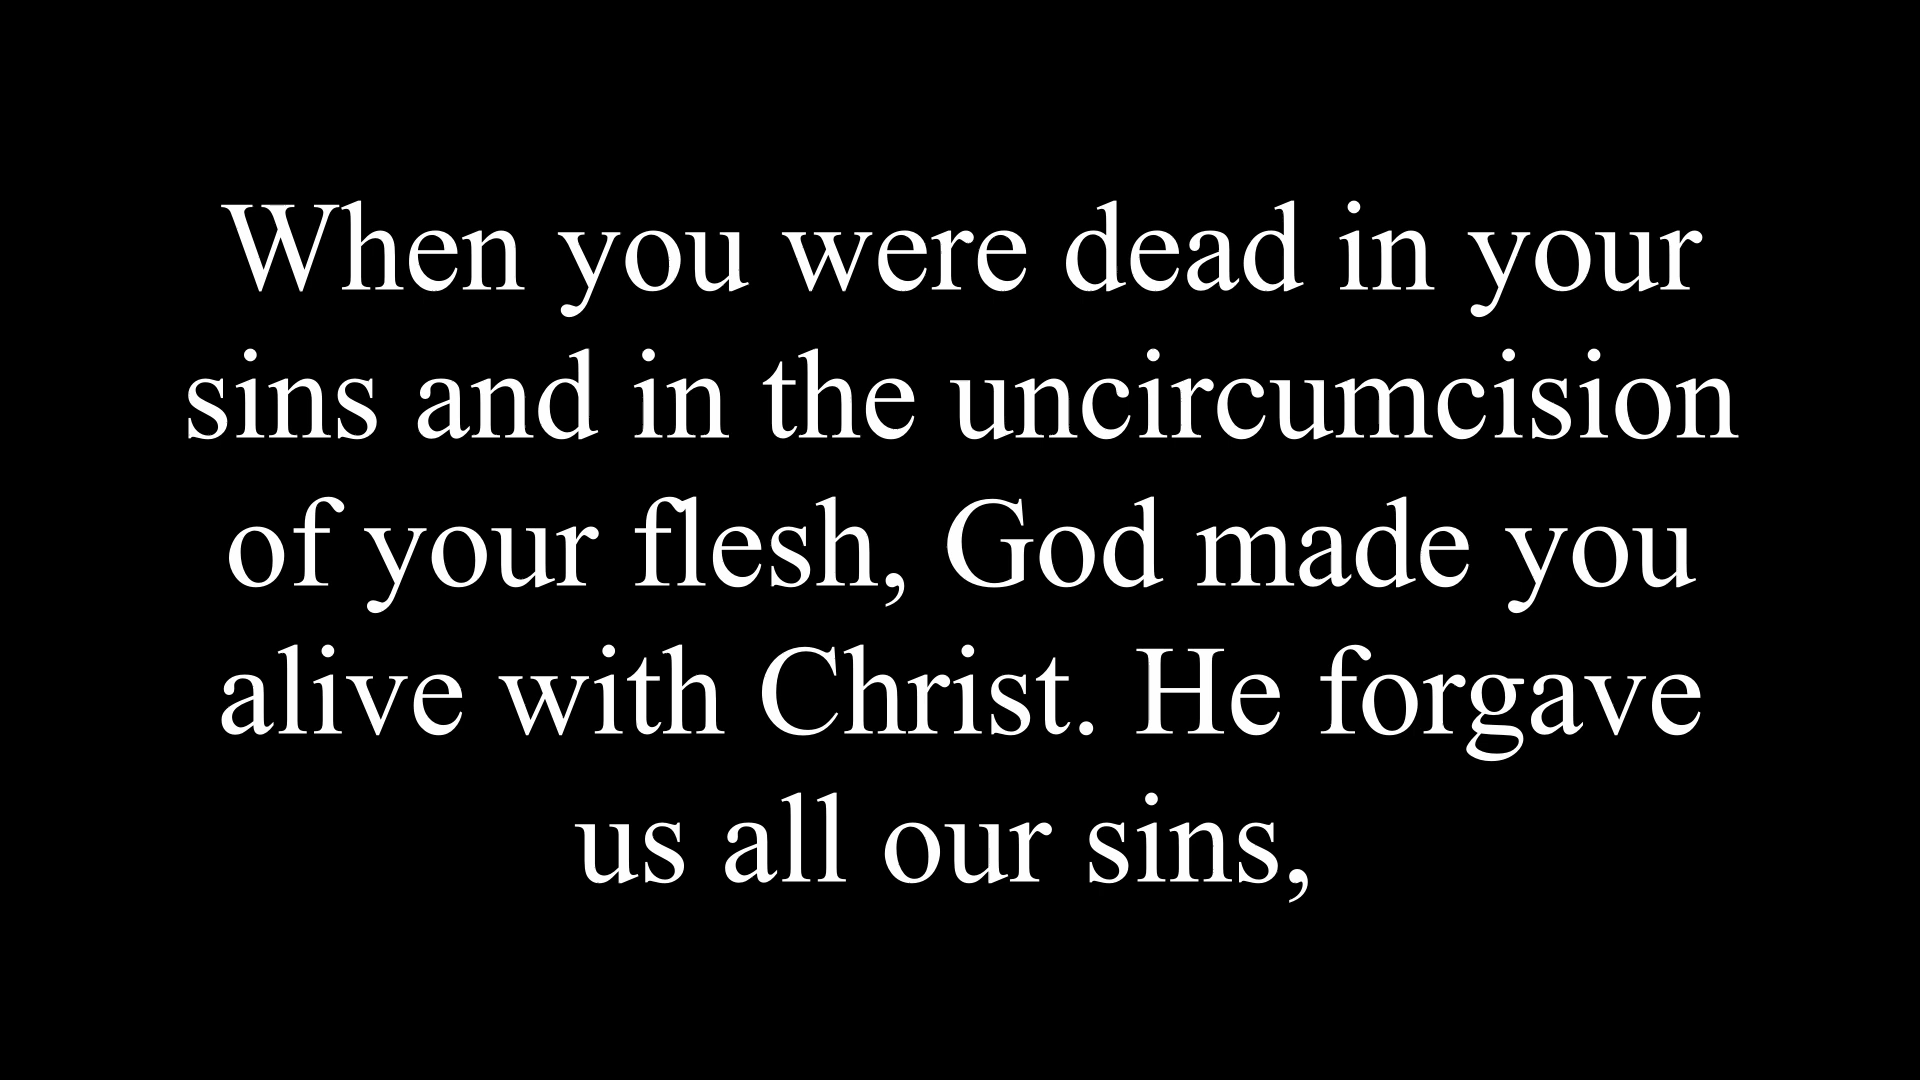 When you were dead in your
sins and in the uncircumcision
of your flesh, God made you
alive with Christ. He forgave
us all our sins,